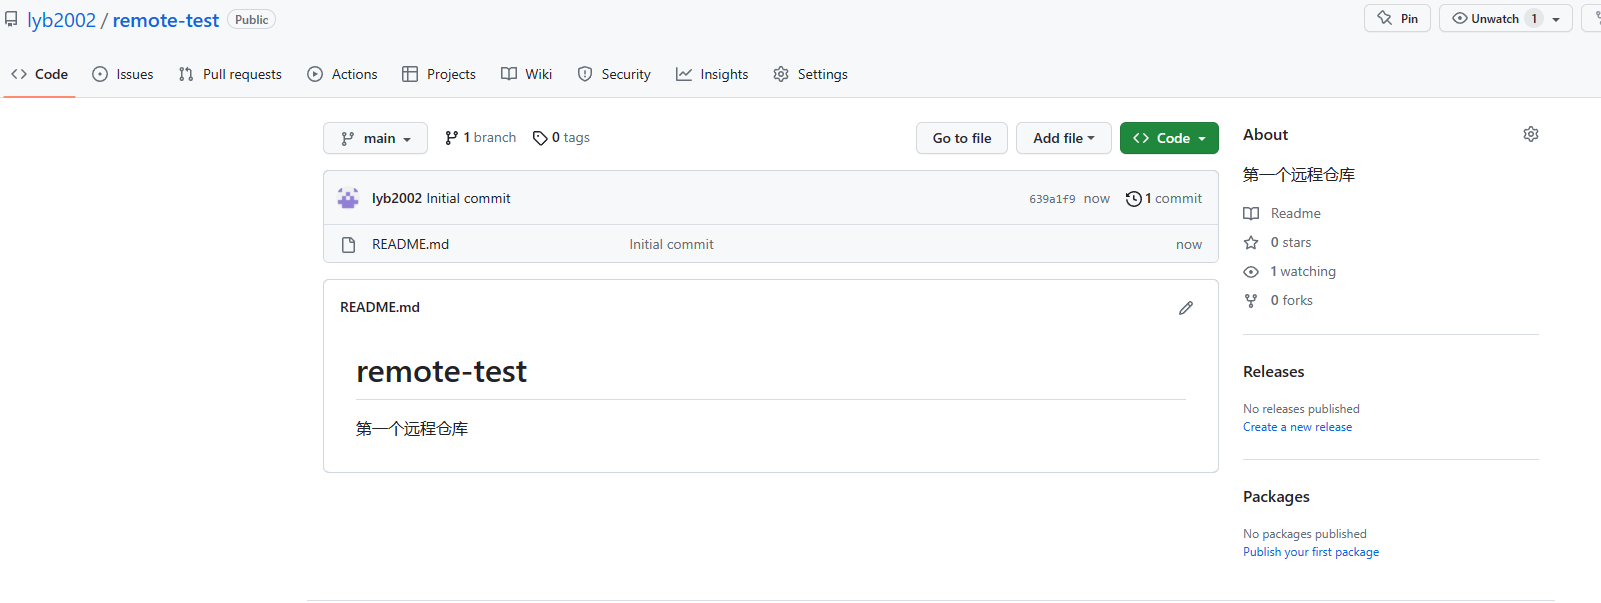 lyb2002 / remote-test Public
Pin
Unwatch 1
Code
Issues
Pull requests
Actions
Projects
Wiki
Security
Insights
Settings
main
1 branch
0 tags
Go to file
Add file
Code
lyb2002 Initial commit
639a1f9 now
1 commit
README.md
Initial commit
now
README.md
remote-test
第一个远程仓库
About
第一个远程仓库
Readme
0 stars
1 watching
0 forks
Releases
No releases published
Create a new release
Packages
No packages published
Publish your first package